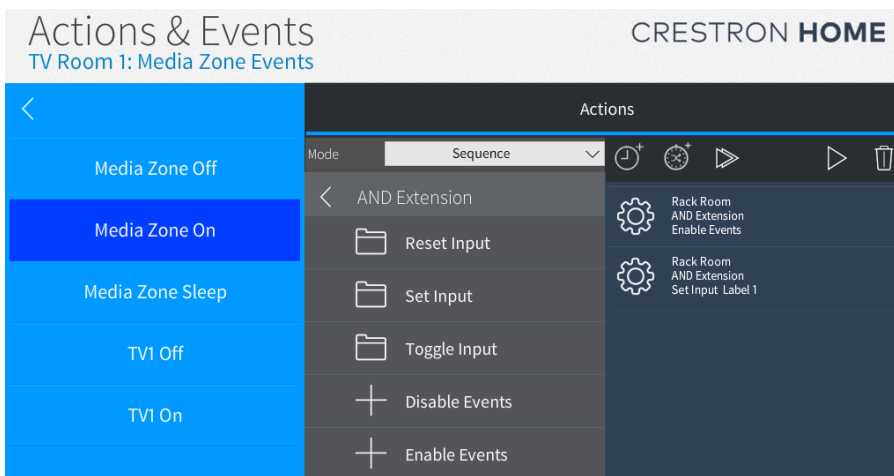 Actions & Events
CRESTRON HOME
TV Room 1: Media Zone Events
Actions
Media Zone Off
Media Zone On
Media Zone Sleep
TV1 Off
TV1 On
Mode
Sequence
AND Extension
Reset Input
Set Input
Toggle Input
Disable Events
Enable Events
Rack Room
AND Extension
Enable Events
Rack Room
AND Extension
Set Input Label 1